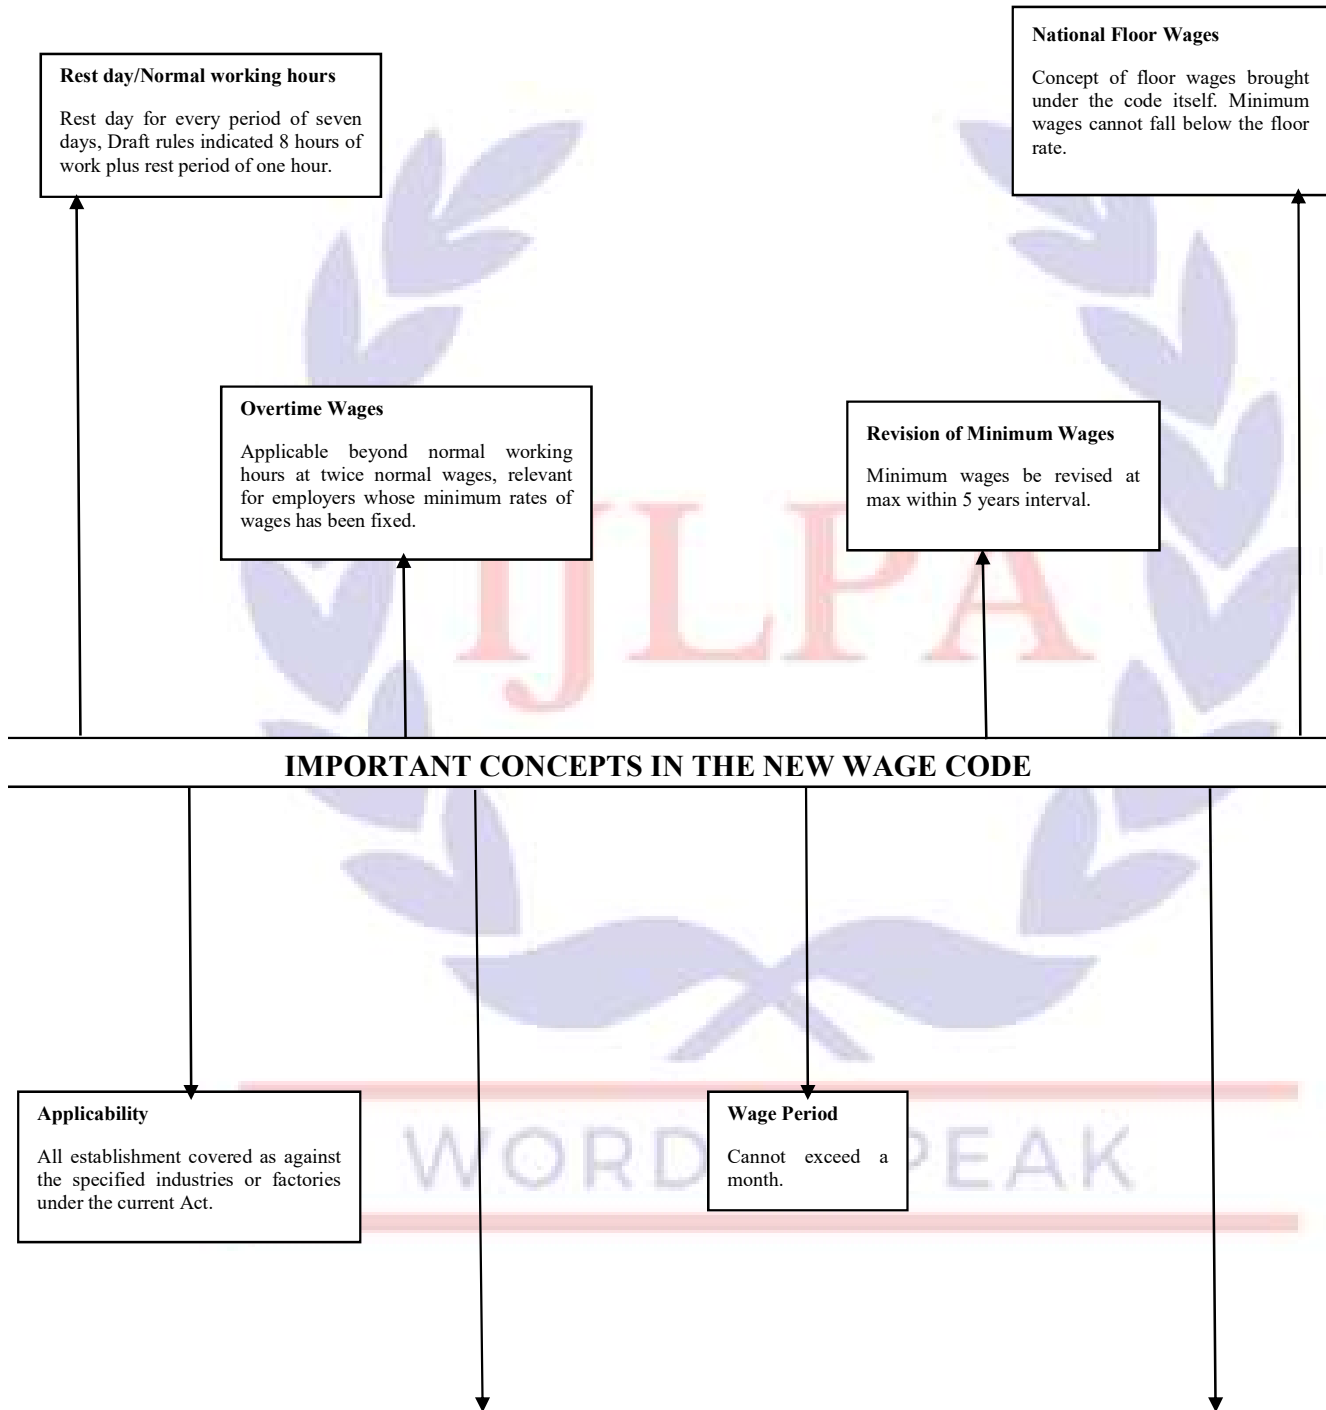 National Floor Wages
Concept of floor wages brought
under the code itself. Minimum
wages cannot fall below the floor
rate.
Rest day/Normal working hours
Rest day for every period of seven
days, Draft rules indicated 8 hours of
work plus rest period of one hour.
Overtime Wages
Applicable beyond normal working
hours at twice normal wages, relevant
for employers whose minimum rates of
wages has been fixed.
Revision of Minimum Wages
Minimum wages be revised at
max within 5 years interval.
IJLPA
IMPORTANT CONCEPTS IN THE NEW WAGE CODE
Applicability
All establishment covered as against
the specified industries or factories
under the current Act.
Wage Period
Cannot exceed a
month.
WORD PEAK